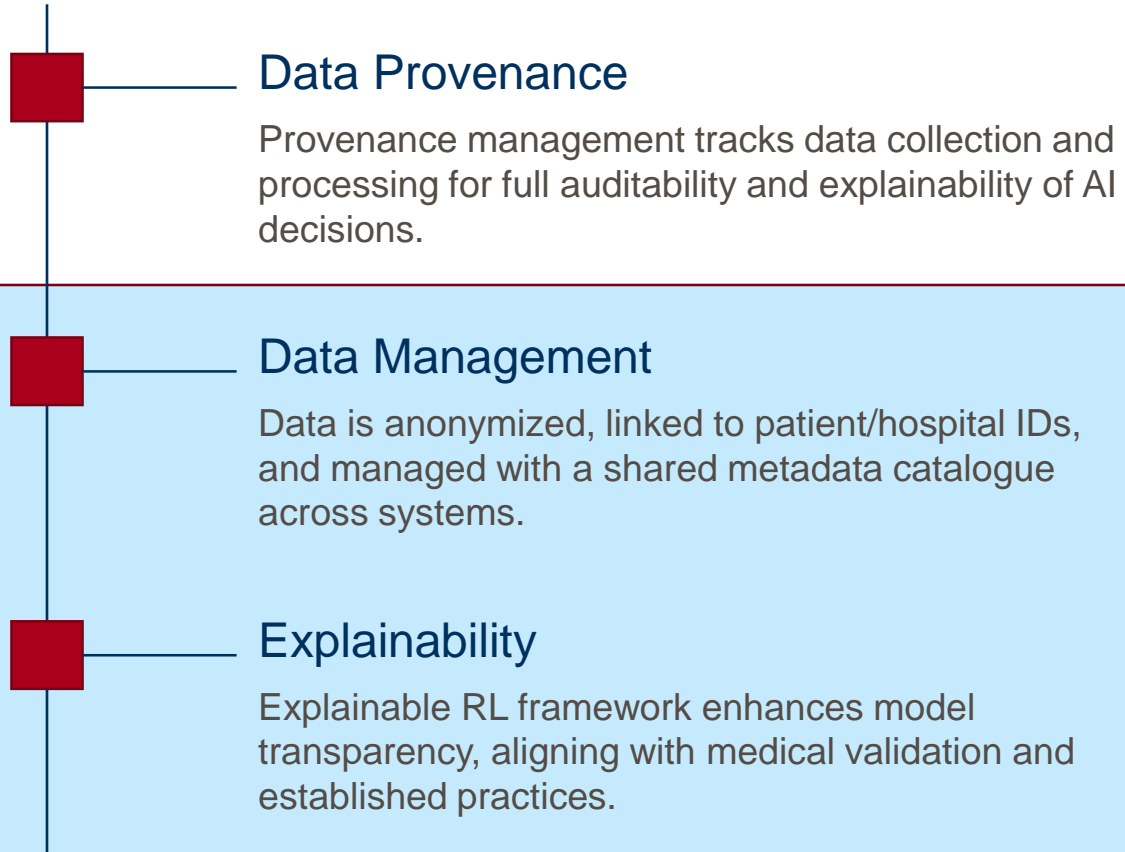 Data Provenance
Provenance management tracks data collection and
processing for full auditability and explainability of AI
decisions.
Data Management
Data is anonymized, linked to patient/hospital IDs,
and managed with a shared metadata catalogue
across systems.
Explainability
Explainable RL framework enhances model
transparency, aligning with medical validation and
established practices.